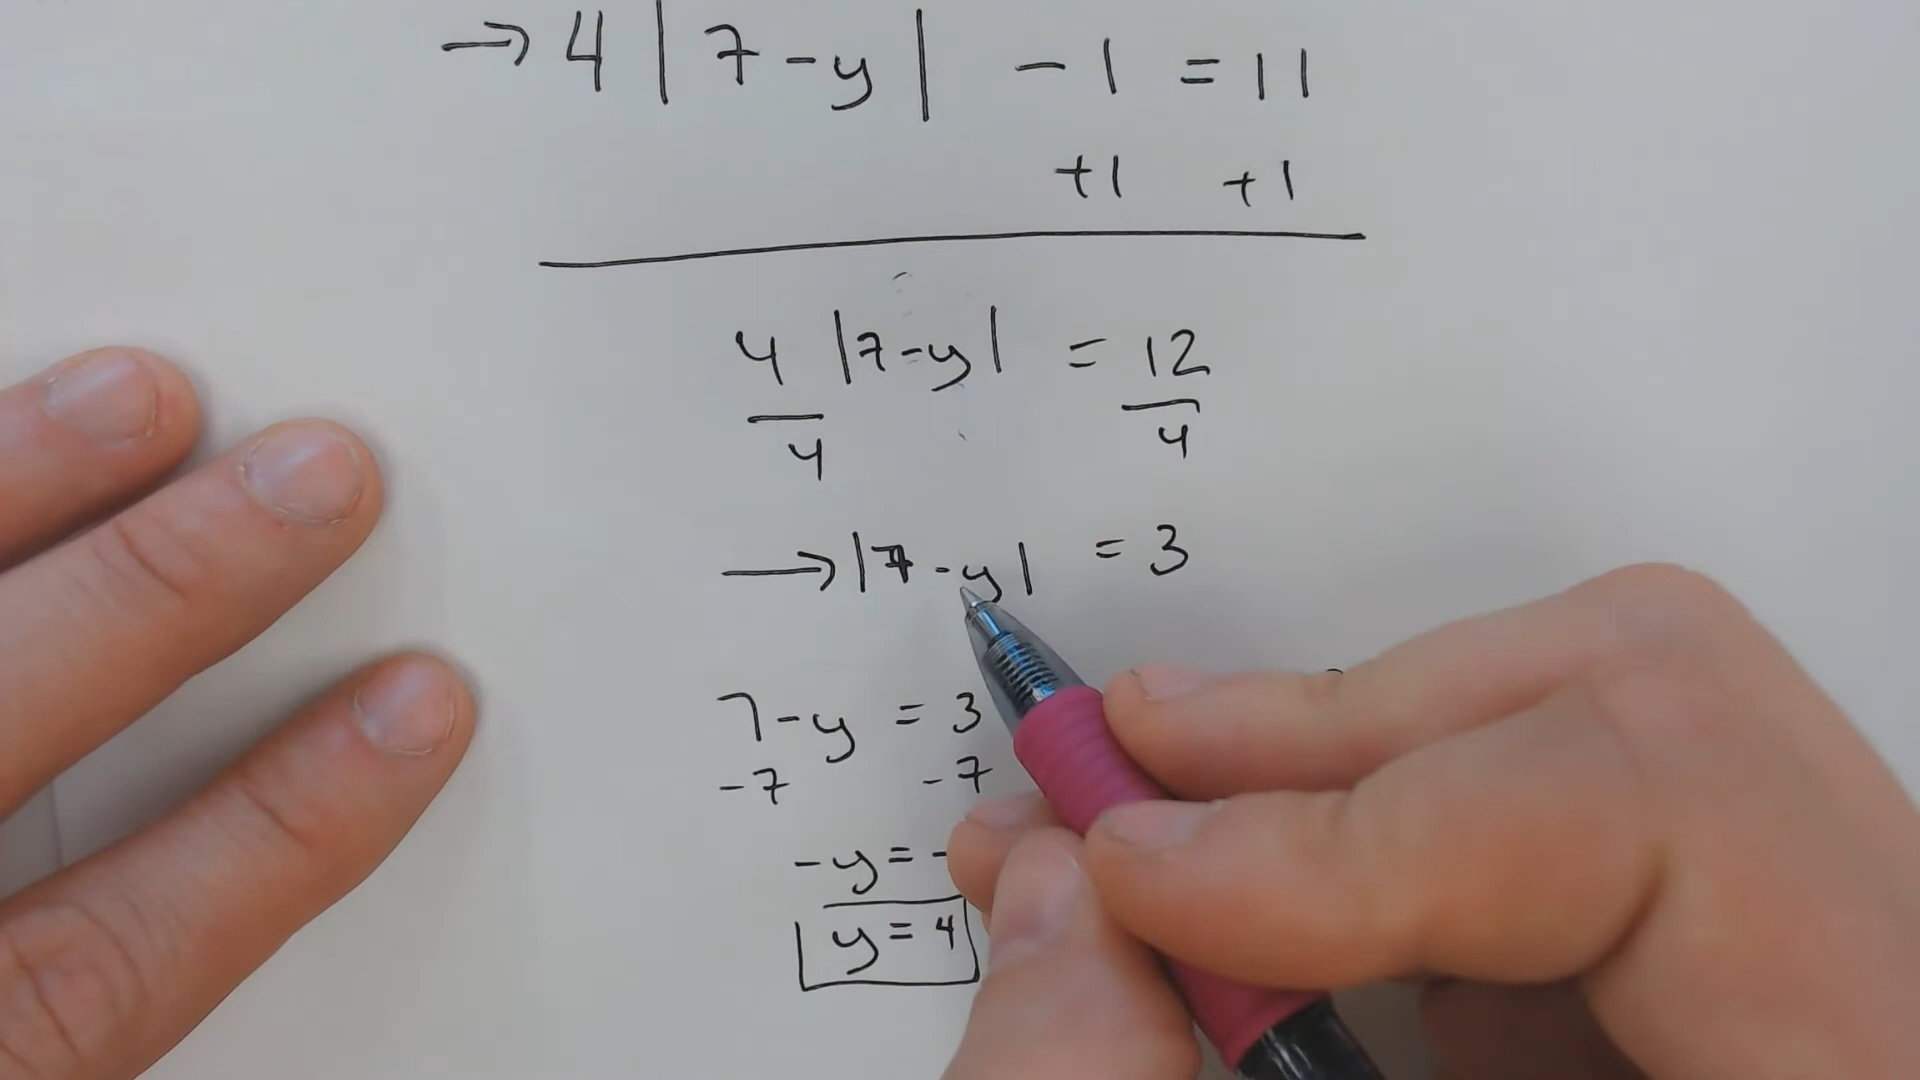 → 4 | 7 - y | - 1 = 11
+1 +1
4 |7-y| = 12
4 4
→ |7-y| = 3
7-y = 3
-7 -7
-y = -
y = 4